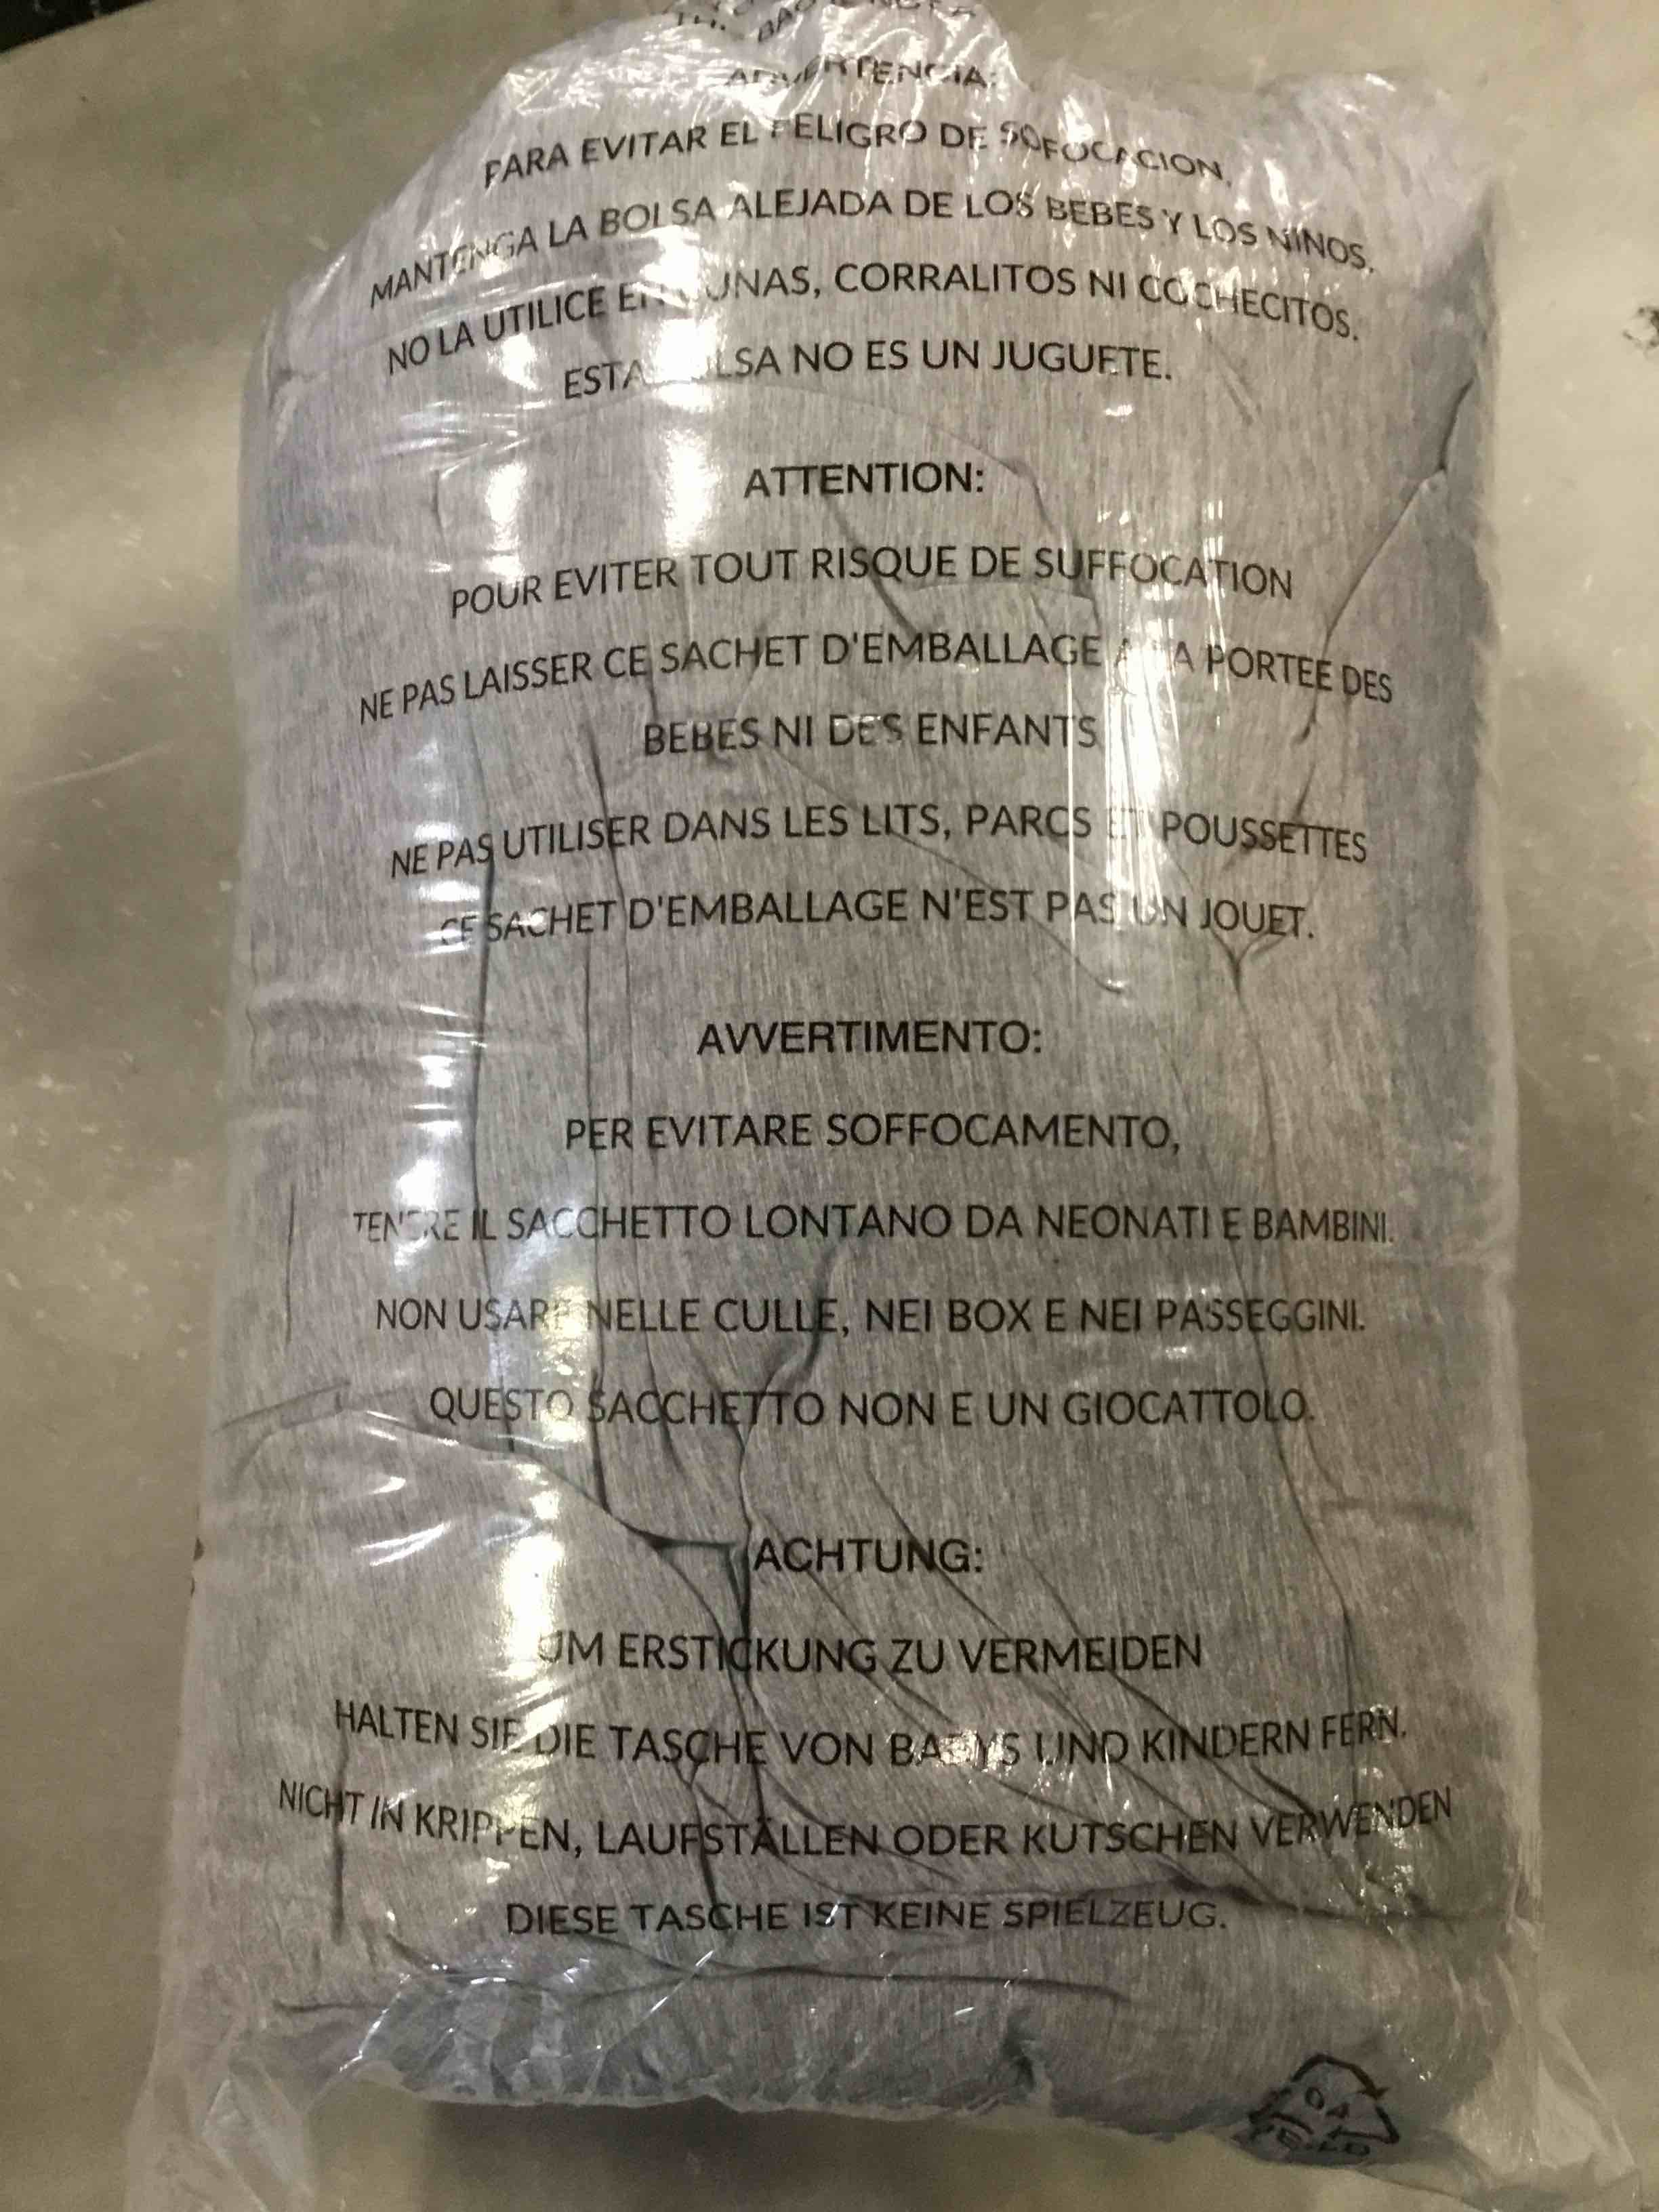 ADVERTENCIA:
PARA EVITAR EL PELIGRO DE SOFOCACION,
MANTENGA LA BOLSA ALEJADA DE LOS BEBES Y LOS NINOS.
NO LA UTILICE EN CUNAS, CORRALITOS NI COCHECITOS.
ESTA BOLSA NO ES UN JUGUETE.
ATTENTION:
POUR EVITER TOUT RISQUE DE SUFFOCATION
NE PAS LAISSER CE SACHET D'EMBALLAGE A LA PORTEE DES
BEBES NI DES ENFANTS
NE PAS UTILISER DANS LES LITS, PARCS ET POUSSETTES
CE SACHET D'EMBALLAGE N'EST PAS UN JOUET.
AVVERTIMENTO:
PER EVITARE SOFFOCAMENTO,
TENERE IL SACCHETTO LONTANO DA NEONATI E BAMBINI.
NON USARE NELLE CULLE, NEI BOX E NEI PASSEGGINI.
QUESTO SACCHETTO NON E UN GIOCATTOLO.
ACHTUNG:
UM ERSTICKUNG ZU VERMEIDEN
HALTEN SIE DIE TASCHE VON BABYS UND KINDERN FERN.
NICHT IN KRIPPEN, LAUFSTÄLLEN ODER KUTSCHEN VERWENDEN
DIESE TASCHE IST KEINE SPIELZEUG.